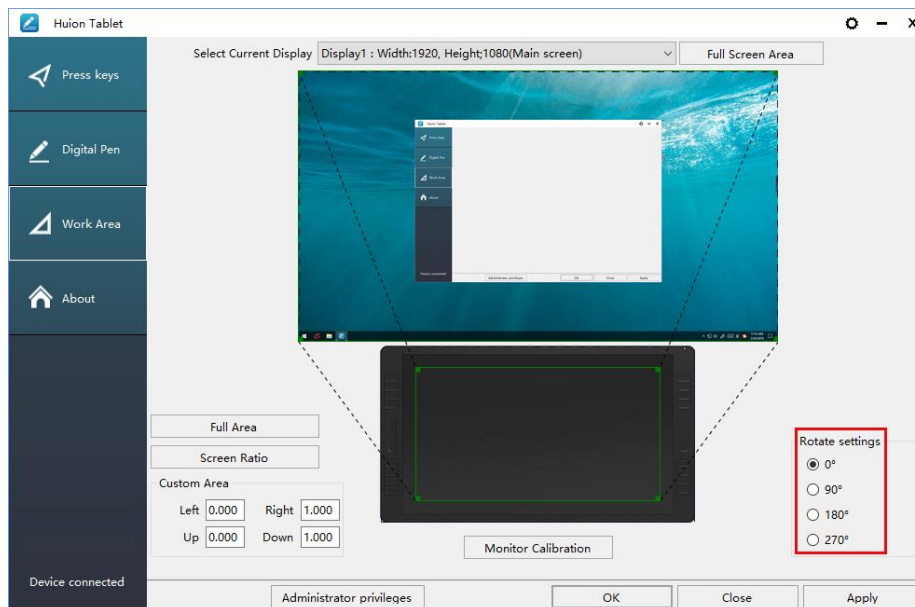 Huion Tablet
Select Current Display Display1 : Width:1920, Height;1080(Main screen) Full Screen Area
Press keys
Digital Pen
Work Area
About
Full Area
Screen Ratio
Custom Area
Left 0.000 Right 1.000
Up 0.000 Down 1.000
Monitor Calibration
Rotate settings
0°
90°
180°
270°
Device connected
Administrator privileges OK Close Apply